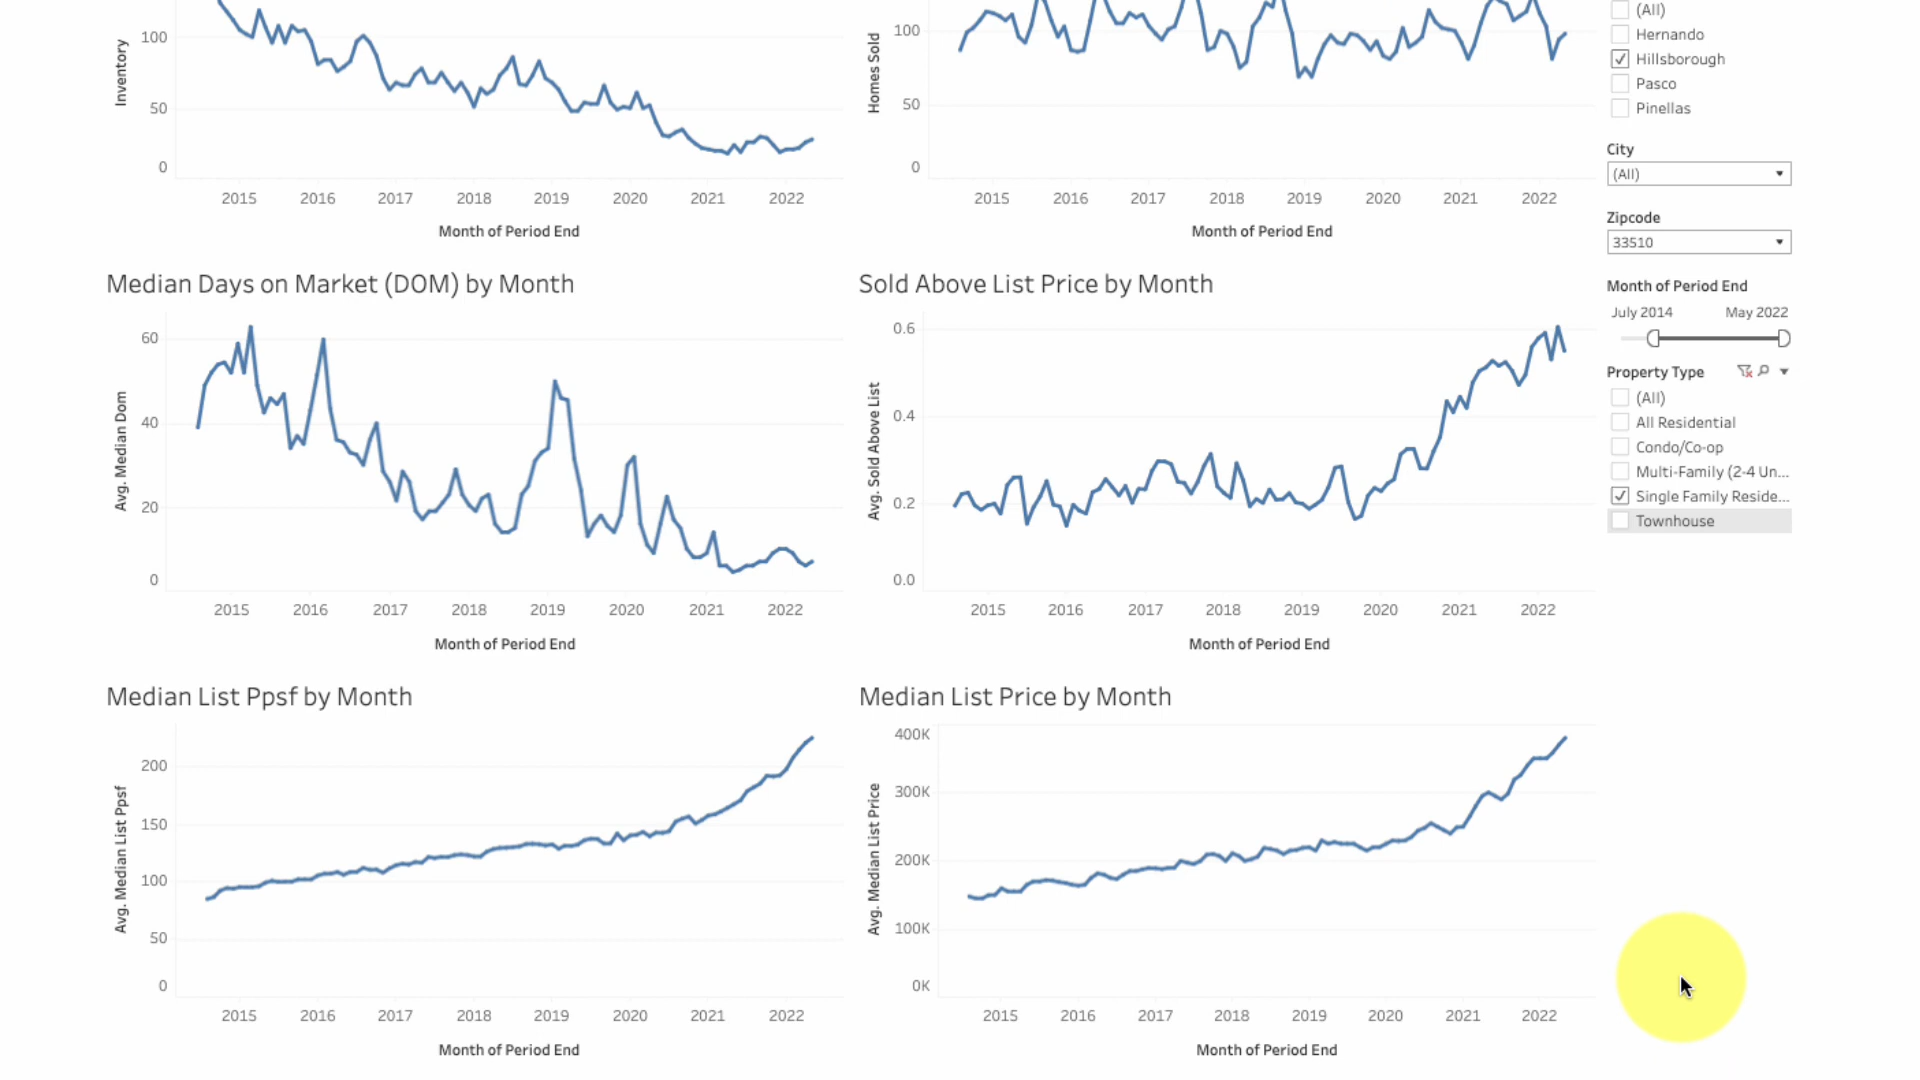 100
50
0
Inventory
2015 2016 2017 2018 2019 2020 2021 2022
Month of Period End
100
50
0
Homes Sold
2015 2016 2017 2018 2019 2020 2021 2022
Month of Period End
Median Days on Market (DOM) by Month
60
40
20
0
Avg. Median Dom
2015 2016 2017 2018 2019 2020 2021 2022
Month of Period End
Sold Above List Price by Month
0.6
0.4
0.2
0.0
Avg. Sold Above List
2015 2016 2017 2018 2019 2020 2021 2022
Month of Period End
Median List Ppsf by Month
200
150
100
50
0
Avg. Median List Ppsf
2015 2016 2017 2018 2019 2020 2021 2022
Month of Period End
Median List Price by Month
400K
300K
200K
100K
0K
Avg. Median List Price
2015 2016 2017 2018 2019 2020 2021 2022
Month of Period End
(All)
Hernando
Hillsborough
Pasco
Pinellas
City
(All)
Zipcode
33510
Month of Period End
July 2014 May 2022
Property Type
(All)
All Residential
Condo/Co-op
Multi-Family (2-4 Un...
Single Family Reside...
Townhouse